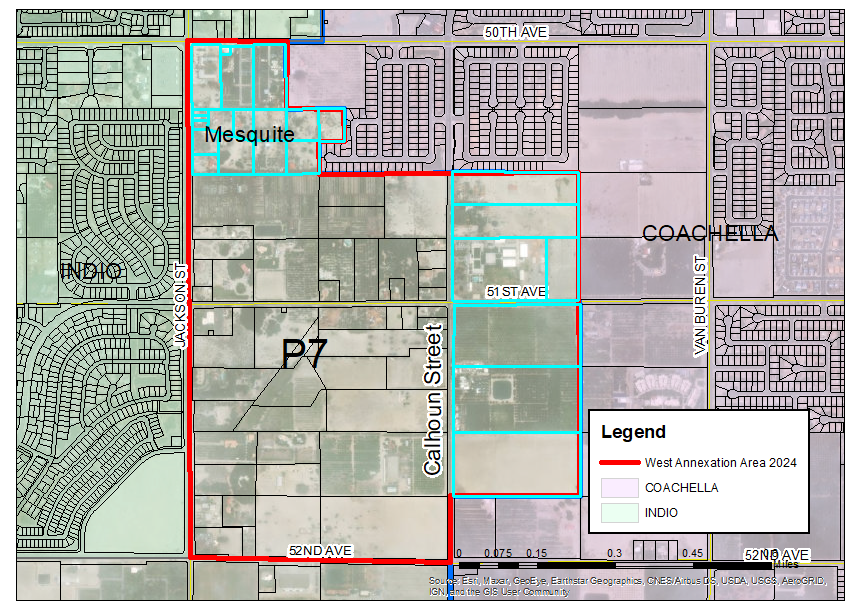 50TH AVE
Mesquite
COACHELLA
INDIO
JACKSON ST
51ST AVE
VAN BUREN ST
P7
Calhoun Street
Legend
West Annexation Area 2024
COACHELLA
INDIO
52ND AVE
52ND AVE
0 0.075 0.15 0.3 0.45
Miles
Source: Esri, Maxar, GeoEye, Earthstar Geographics, CNES/Airbus DS, USDA, USGS, AeroGRID,
IGN, and the GIS User Community